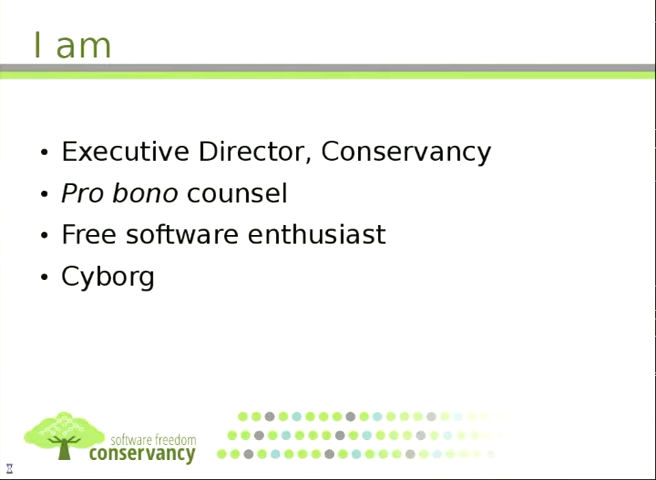 I am
• Executive Director, Conservancy
• Pro bono counsel
• Free software enthusiast
• Cyborg
software freedom
conservancy